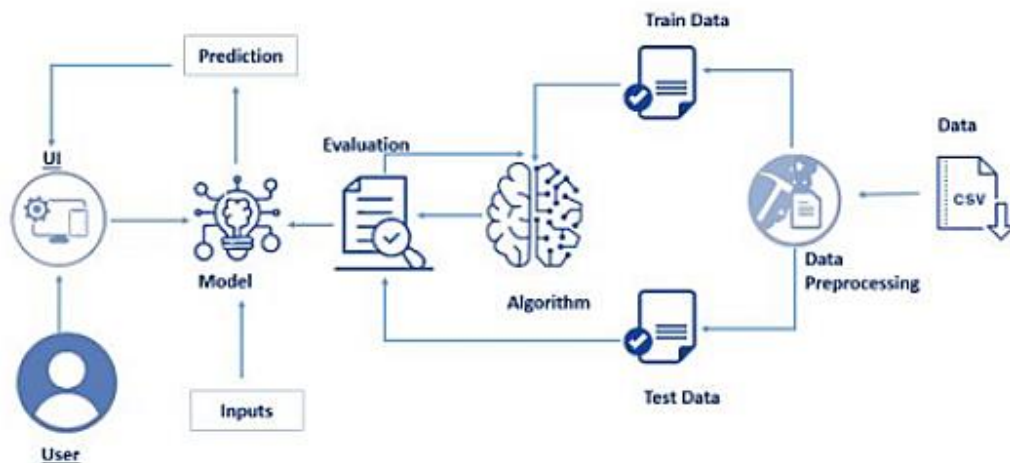 Train Data
Prediction
Data
Evaluation
UI
CSV
Model
Algorithm
Data
Preprocessing
Inputs
Test Data
User